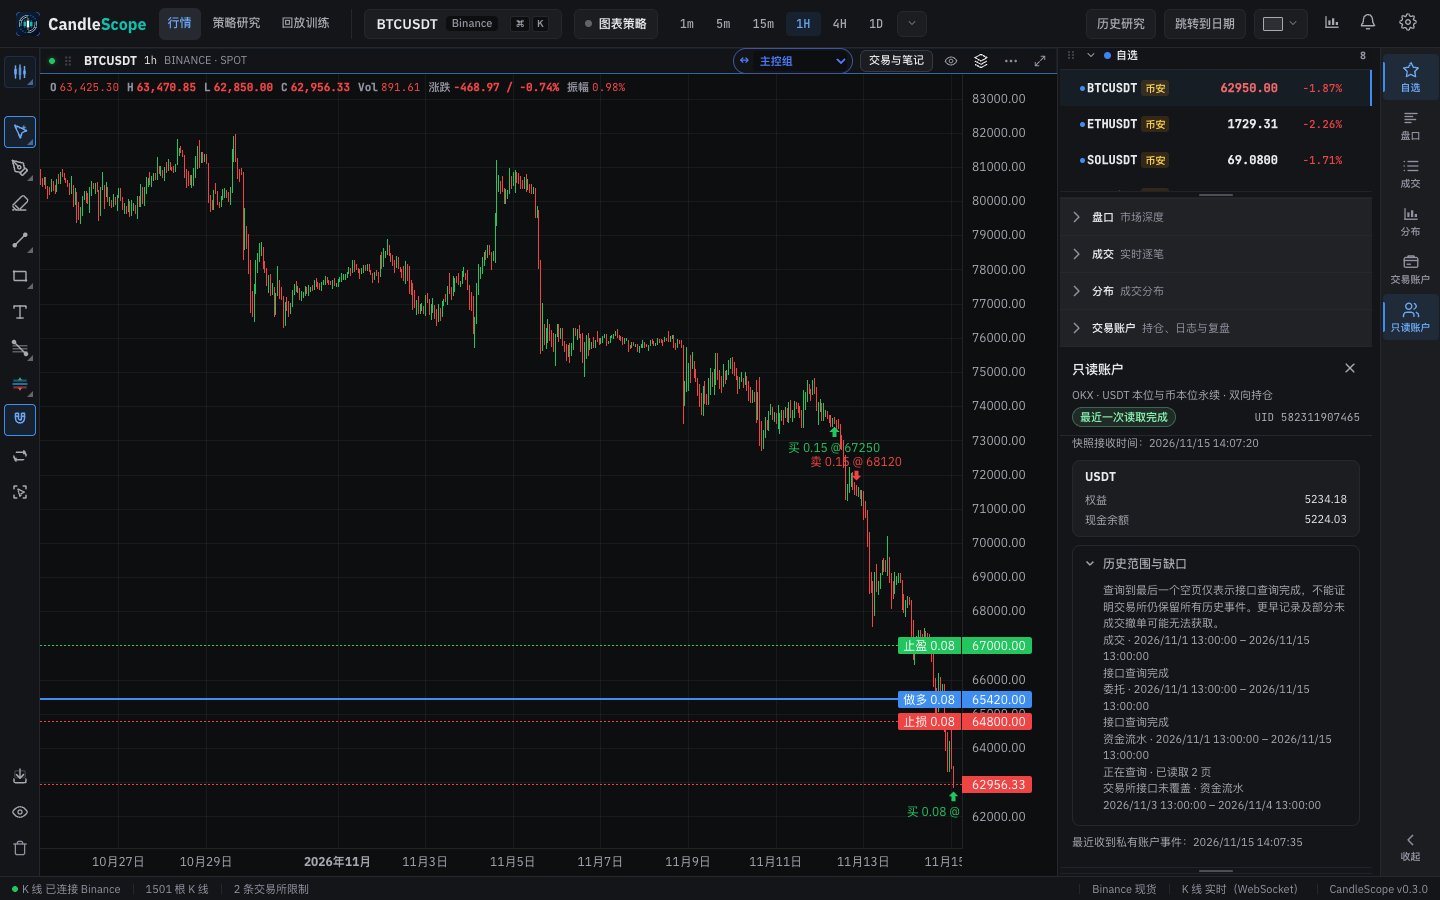 CandleScope 行情 策略研究 回放训练 BTCUSDT Binance ⌘ K 图表策略 1m 5m 15m 1H 4H 1D 历史研究 跳转到日期
BTCUSDT 1h BINANCE · SPOT 主控组 交易与笔记
O 63,425.30 H 63,470.85 L 62,850.00 C 62,956.33 Vol 891.61 涨跌 -468.97 / -0.74% 振幅 0.98%
83000.00
82000.00
81000.00
80000.00
79000.00
78000.00
77000.00
76000.00
75000.00
74000.00
73000.00
72000.00
71000.00
70000.00
69000.00
68000.00
67000.00
66000.00
65420.00
64800.00
64000.00
62956.33
62000.00
买 0.15 @ 67250
卖 0.15 @ 68120
止盈 0.08
做多 0.08
止损 0.08
买 0.08 @
10月27日 10月29日 2026年11月 11月3日 11月5日 11月7日 11月9日 11月11日 11月13日 11月15
自选 8
BTCUSDT 币安 62950.00 -1.87%
ETHUSDT 币安 1729.31 -2.26%
SOLUSDT 币安 69.0800 -1.71%
盘口 市场深度
成交 实时逐笔
分布 成交分布
交易账户 持仓、日志与复盘
只读账户
OKX · USDT 本位与币本位永续 · 双向持仓
最近一次读取完成 UID 582311907465
快照接收时间：2026/11/15 14:07:20
USDT
权益 5234.18
现金余额 5224.03
历史范围与缺口
查询到最后一个空页仅表示接口查询完成，不能证
明交易所仍保留所有历史事件。更早记录及部分未
成交撤单可能无法获取。
成交 · 2026/11/1 13:00:00 – 2026/11/15
13:00:00
接口查询完成
委托 · 2026/11/1 13:00:00 – 2026/11/15
13:00:00
接口查询完成
资金流水 · 2026/11/1 13:00:00 – 2026/11/15
13:00:00
正在查询 · 已读取 2 页
交易所接口未覆盖 · 资金流水
2026/11/3 13:00:00 – 2026/11/4 13:00:00
最近收到私有账户事件：2026/11/15 14:07:35
自选
盘口
成交
分布
交易账户
只读账户
收起
K 线 已连接 Binance 1501 根 K 线 2 条交易所限制 Binance 现货 K 线 实时（WebSocket） CandleScope v0.3.0